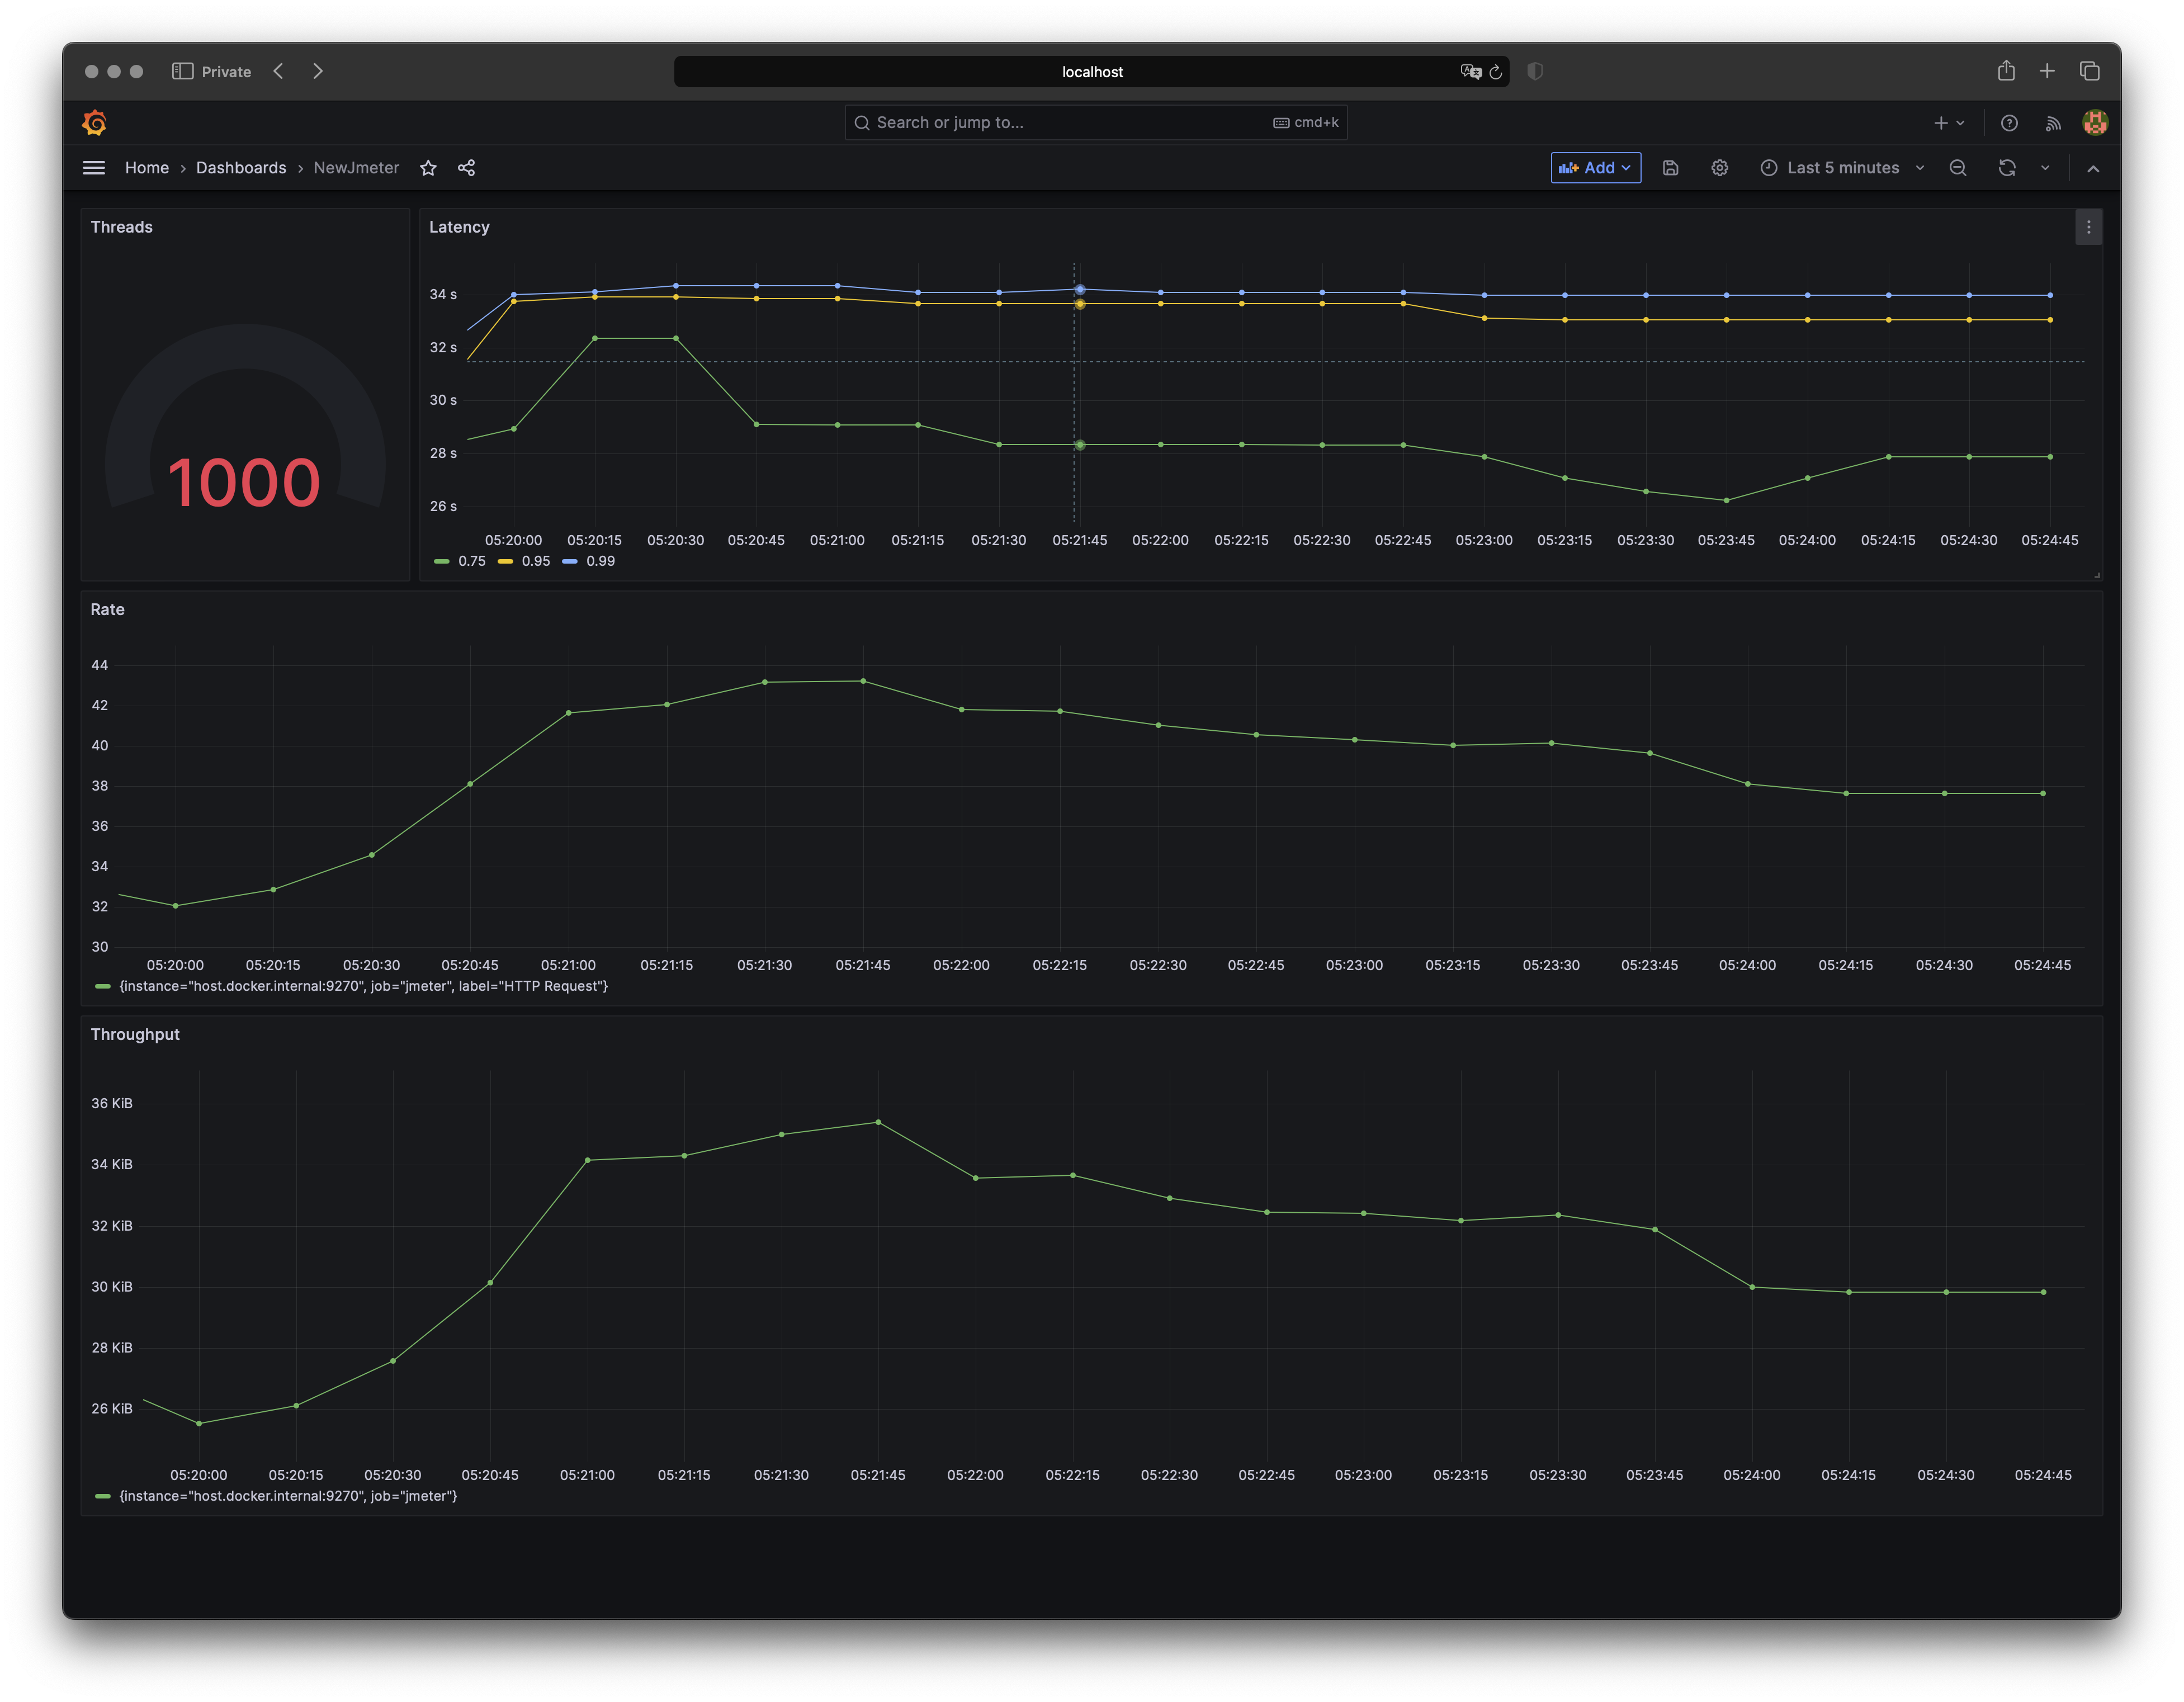 Private
localhost
Search or jump to...
cmd+k
Home › Dashboards › NewJmeter
Add
Last 5 minutes
Threads
1000
Latency
34 s
32 s
30 s
28 s
26 s
05:20:00 05:20:15 05:20:30 05:20:45 05:21:00 05:21:15 05:21:30 05:21:45 05:22:00 05:22:15 05:22:30 05:22:45 05:23:00 05:23:15 05:23:30 05:23:45 05:24:00 05:24:15 05:24:30 05:24:45
0.75 0.95 0.99
Rate
44
42
40
38
36
34
32
30
05:20:00 05:20:15 05:20:30 05:20:45 05:21:00 05:21:15 05:21:30 05:21:45 05:22:00 05:22:15 05:22:30 05:22:45 05:23:00 05:23:15 05:23:30 05:23:45 05:24:00 05:24:15 05:24:30 05:24:45
{instance="host.docker.internal:9270", job="jmeter", label="HTTP Request"}
Throughput
36 KiB
34 KiB
32 KiB
30 KiB
28 KiB
26 KiB
05:20:00 05:20:15 05:20:30 05:20:45 05:21:00 05:21:15 05:21:30 05:21:45 05:22:00 05:22:15 05:22:30 05:22:45 05:23:00 05:23:15 05:23:30 05:23:45 05:24:00 05:24:15 05:24:30 05:24:45
{instance="host.docker.internal:9270", job="jmeter"}